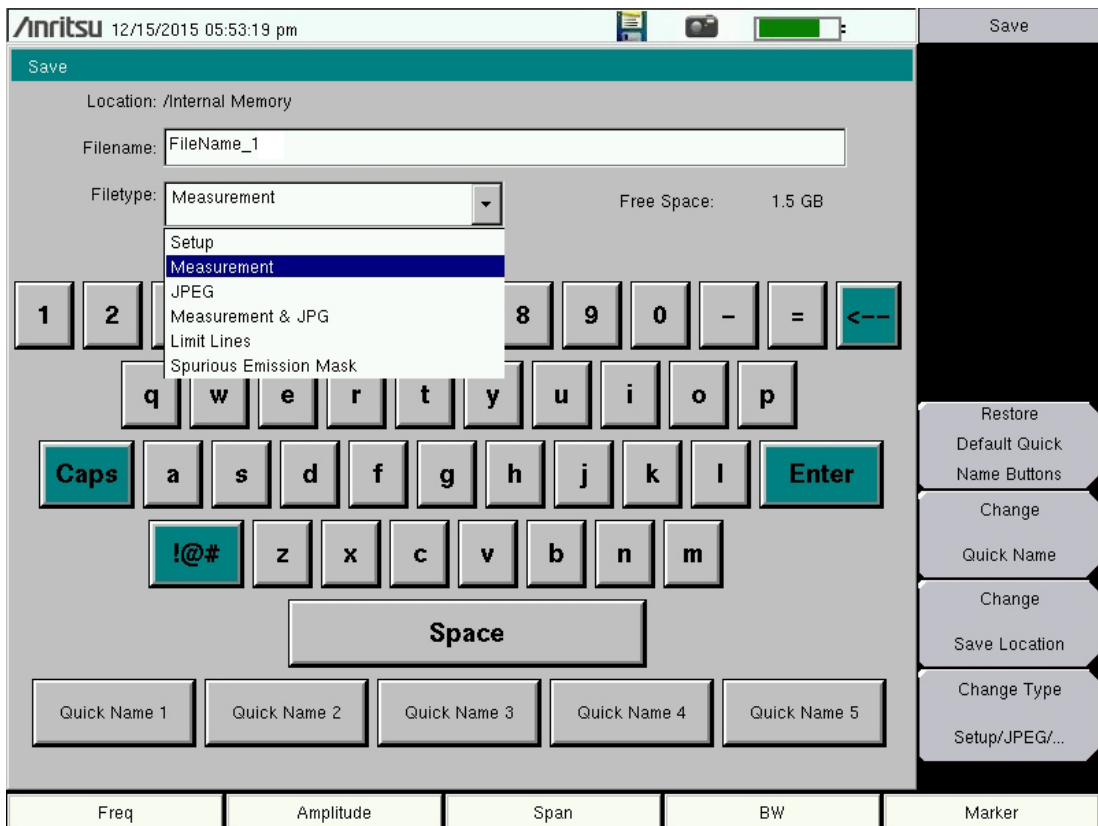 Anritsu 12/15/2015 05:53:19 pm
Save
Save
Location: /Internal Memory
Filename: FileName_1
Filetype: Measurement
Free Space: 1.5 GB
Setup
Measurement
JPEG
Measurement & JPG
Limit Lines
Spurious Emission Mask
1 2 8 9 0 - = <--
q w e r t y u i o p
Caps a s d f g h j k l Enter
!@# z x c v b n m
Space
Quick Name 1 Quick Name 2 Quick Name 3 Quick Name 4 Quick Name 5
Restore
Default Quick
Name Buttons
Change
Quick Name
Change
Save Location
Change Type
Setup/JPEG/...
Freq Amplitude Span BW Marker